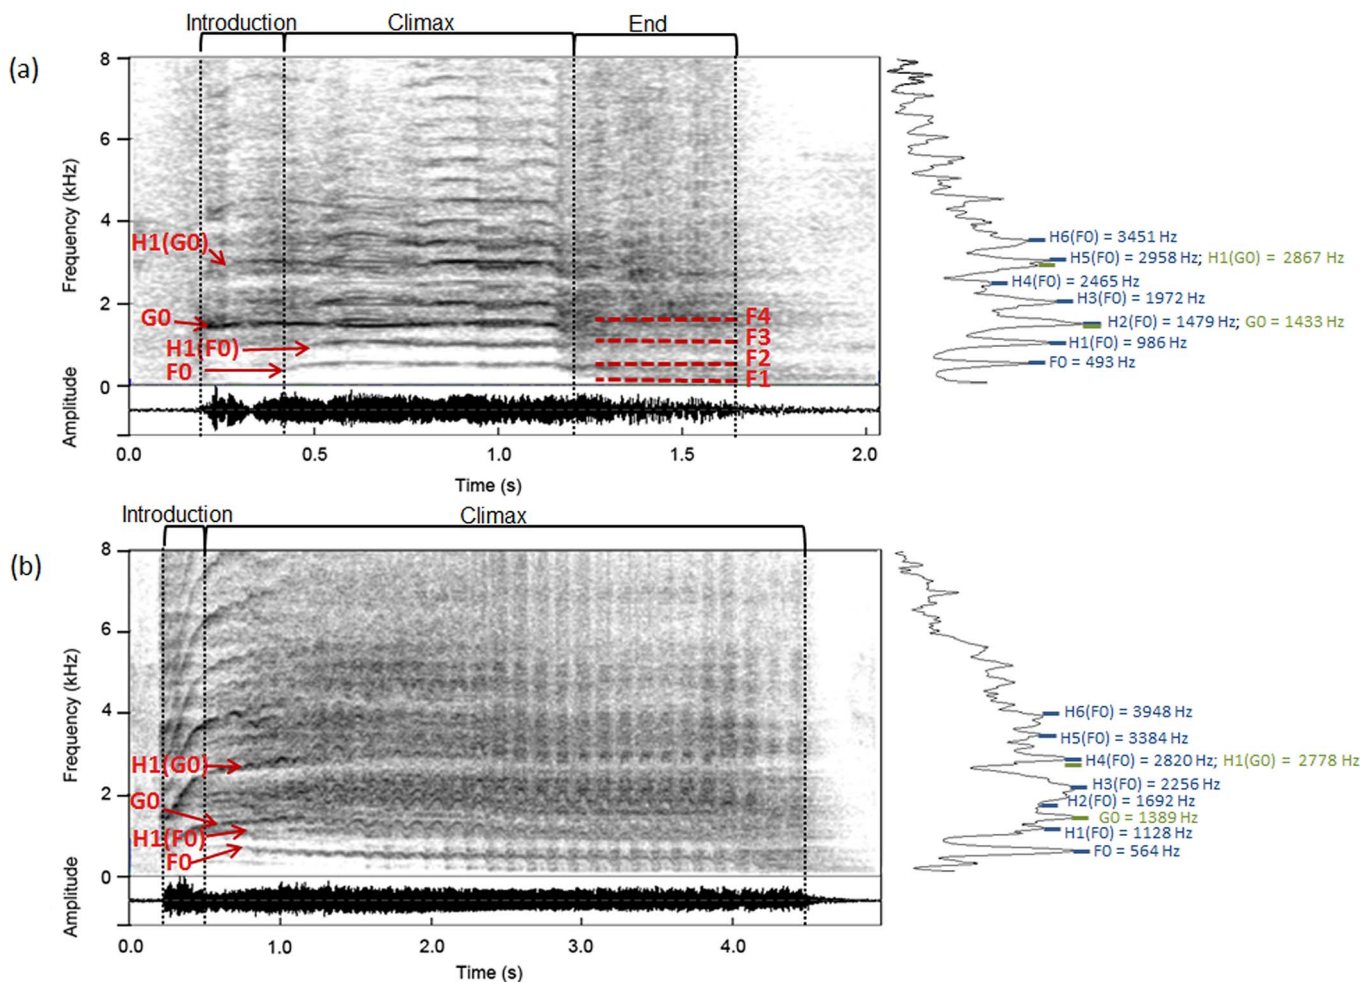 Introduction Climax End
(a)
8
6
4
2
0
Frequency (kHz)
H1(G0)
G0
H1(F0)
F0
F4
F3
F2
F1
H6(F0) = 3451 Hz
H5(F0) = 2958 Hz; H1(G0) = 2867 Hz
H4(F0) = 2465 Hz
H3(F0) = 1972 Hz
H2(F0) = 1479 Hz; G0 = 1433 Hz
H1(F0) = 986 Hz
F0 = 493 Hz
Amplitude
0.0 0.5 1.0 1.5 2.0
Time (s)
Introduction Climax
(b)
8
6
4
2
0
Frequency (kHz)
H1(G0)
G0
H1(F0)
F0
H6(F0) = 3948 Hz
H5(F0) = 3384 Hz
H4(F0) = 2820 Hz; H1(G0) = 2778 Hz
H3(F0) = 2256 Hz
H2(F0) = 1692 Hz
G0 = 1389 Hz
H1(F0) = 1128 Hz
F0 = 564 Hz
Amplitude
0.0 1.0 2.0 3.0 4.0
Time (s)